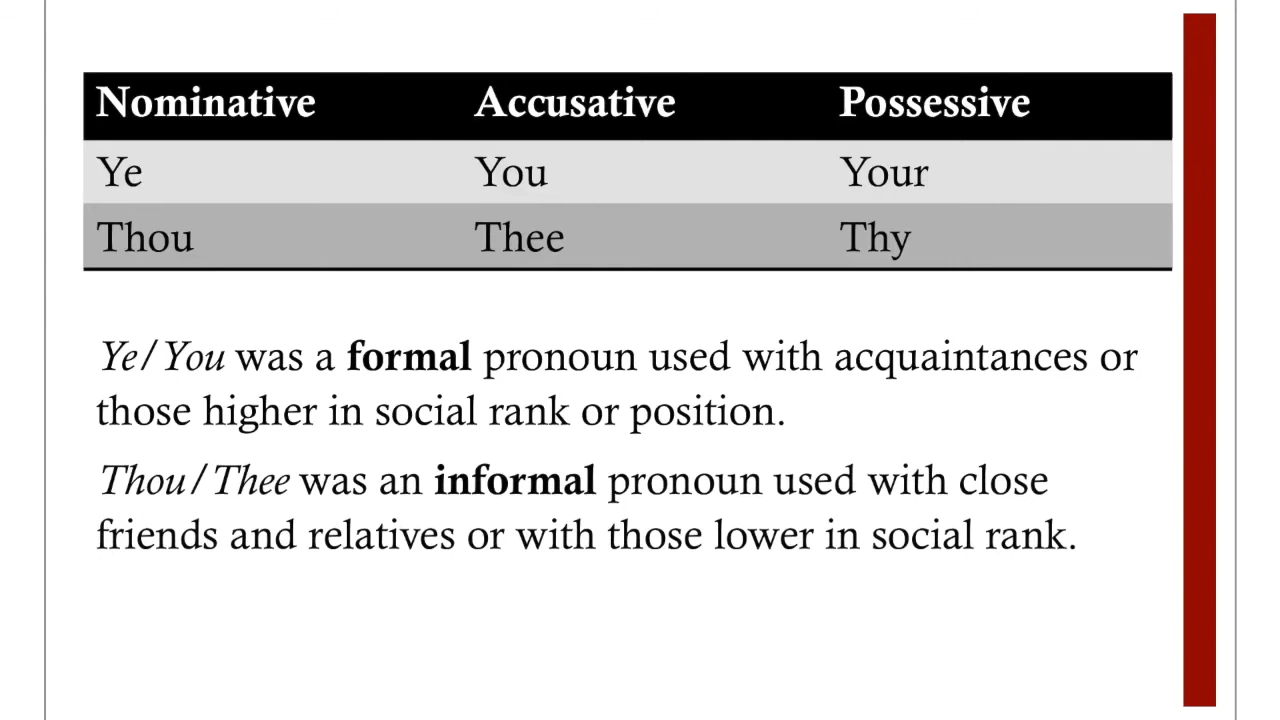 Nominative Accusative Possessive
Ye You Your
Thou Thee Thy
Ye/You was a formal pronoun used with acquaintances or
those higher in social rank or position.
Thou/Thee was an informal pronoun used with close
friends and relatives or with those lower in social rank.